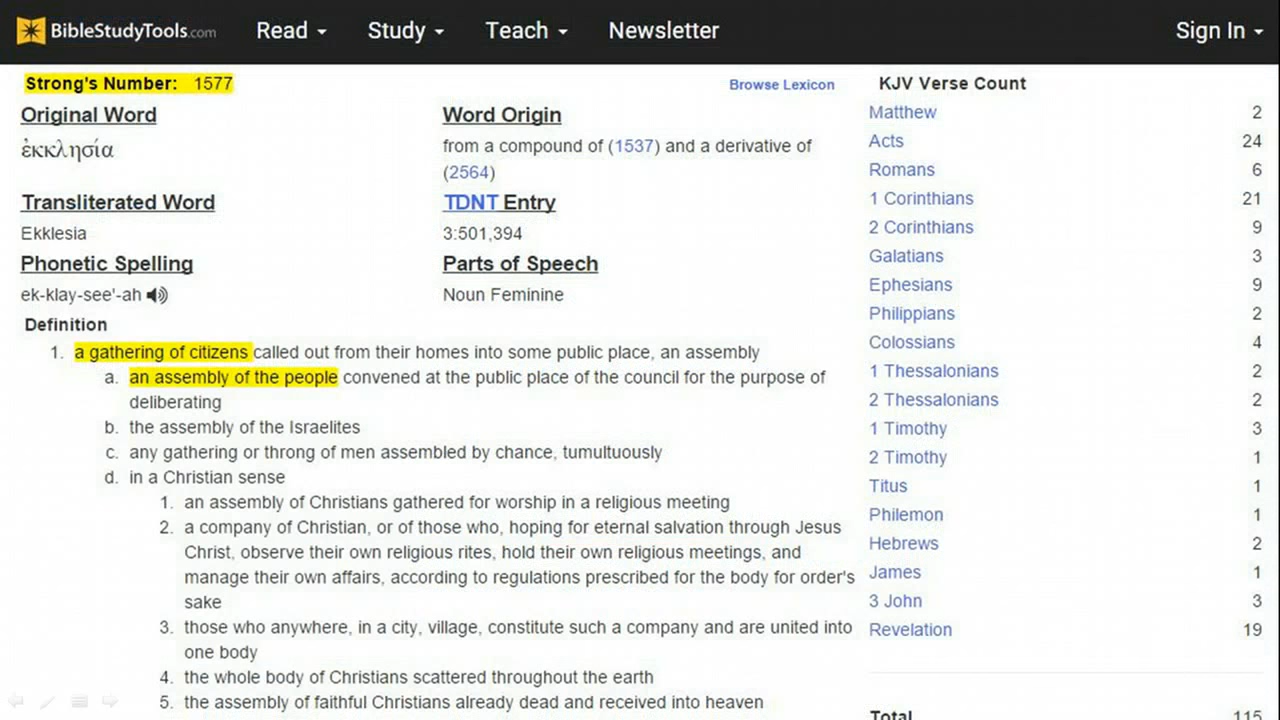 BIBLESTUDYTOOLS.com Read Study Teach Newsletter Sign In
Strong's Number: 1577
Browse Lexicon
Original Word
ἐκκλησία
Word Origin
from a compound of (1537) and a derivative of
(2564)
Transliterated Word
Ekklesia
TDNT Entry
3:501,394
Phonetic Spelling
ek-klay-see'-ah
Parts of Speech
Noun Feminine
Definition
1. a gathering of citizens called out from their homes into some public place, an assembly
a. an assembly of the people convened at the public place of the council for the purpose of
deliberating
b. the assembly of the Israelites
c. any gathering or throng of men assembled by chance, tumultuously
d. in a Christian sense
1. an assembly of Christians gathered for worship in a religious meeting
2. a company of Christian, or of those who, hoping for eternal salvation through Jesus
Christ, observe their own religious rites, hold their own religious meetings, and
manage their own affairs, according to regulations prescribed for the body for order's
sake
3. those who anywhere, in a city, village, constitute such a company and are united into
one body
4. the whole body of Christians scattered throughout the earth
5. the assembly of faithful Christians already dead and received into heaven
KJV Verse Count
Matthew 2
Acts 24
Romans 6
1 Corinthians 21
2 Corinthians 9
Galatians 3
Ephesians 9
Philippians 2
Colossians 4
1 Thessalonians 2
2 Thessalonians 2
1 Timothy 3
2 Timothy 1
Titus 1
Philemon 1
Hebrews 2
James 1
3 John 3
Revelation 19
Total 115